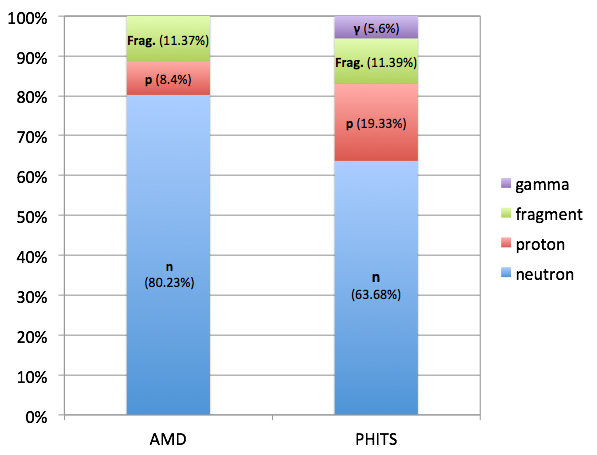 100%
90%
80%
70%
60%
50%
40%
30%
20%
10%
0%
Frag. (11.37%)
p (8.4%)
n
(80.23%)
γ (5.6%)
Frag. (11.39%)
p (19.33%)
n
(63.68%)
AMD
PHITS
gamma
fragment
proton
neutron